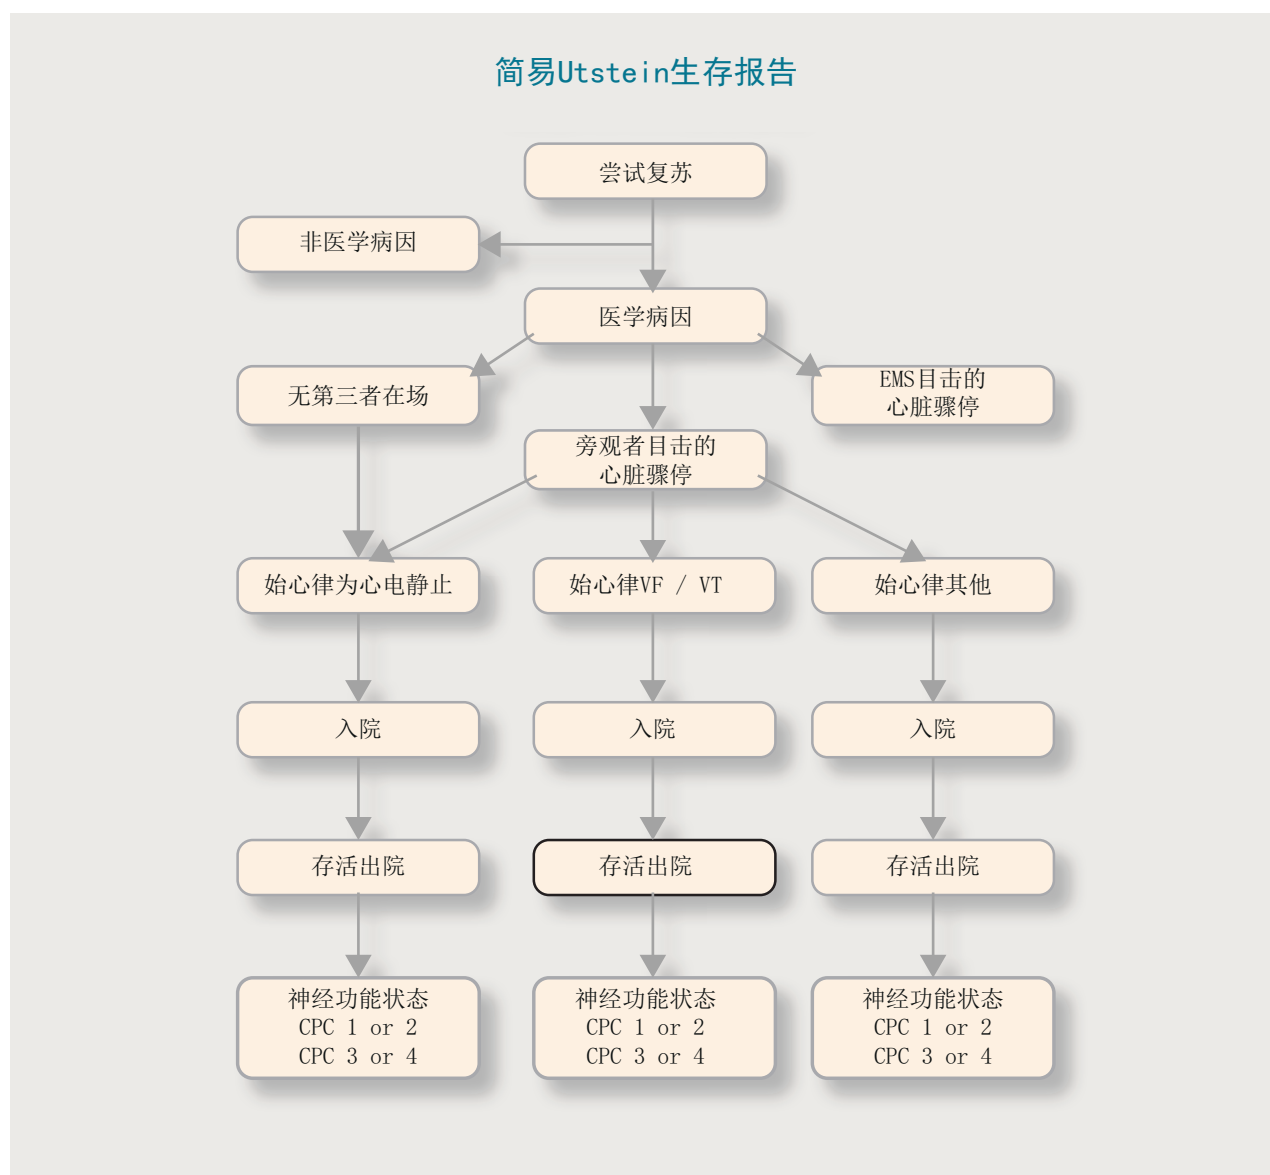 简易Utstein生存报告
尝试复苏
非医学病因
医学病因
无第三者在场
EMS目击的
心脏骤停
旁观者目击的
心脏骤停
始心律为心电静止
始心律VF / VT
始心律其他
入院
入院
入院
存活出院
存活出院
存活出院
神经功能状态
CPC 1 or 2
CPC 3 or 4
神经功能状态
CPC 1 or 2
CPC 3 or 4
神经功能状态
CPC 1 or 2
CPC 3 or 4